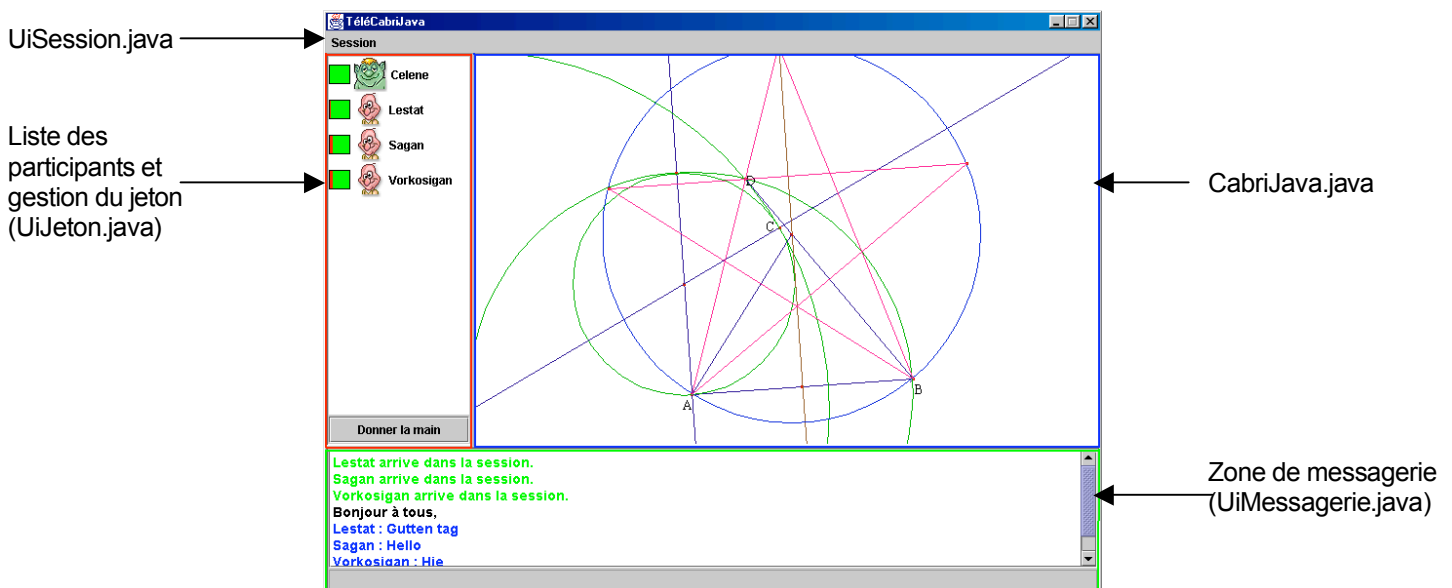 UiSession.java
Liste des
participants et
gestion du jeton
(UiJeton.java)
TéléCabriJava
Session
Celene
Lestat
Sagan
Vorkosigan
Donner la main
D
C
A
B
Lestat arrive dans la session.
Sagan arrive dans la session.
Vorkosigan arrive dans la session.
Bonjour à tous,
Lestat : Gutten tag
Sagan : Hello
Vorkosigan : Hie
CabriJava.java
Zone de messagerie
(UiMessagerie.java)